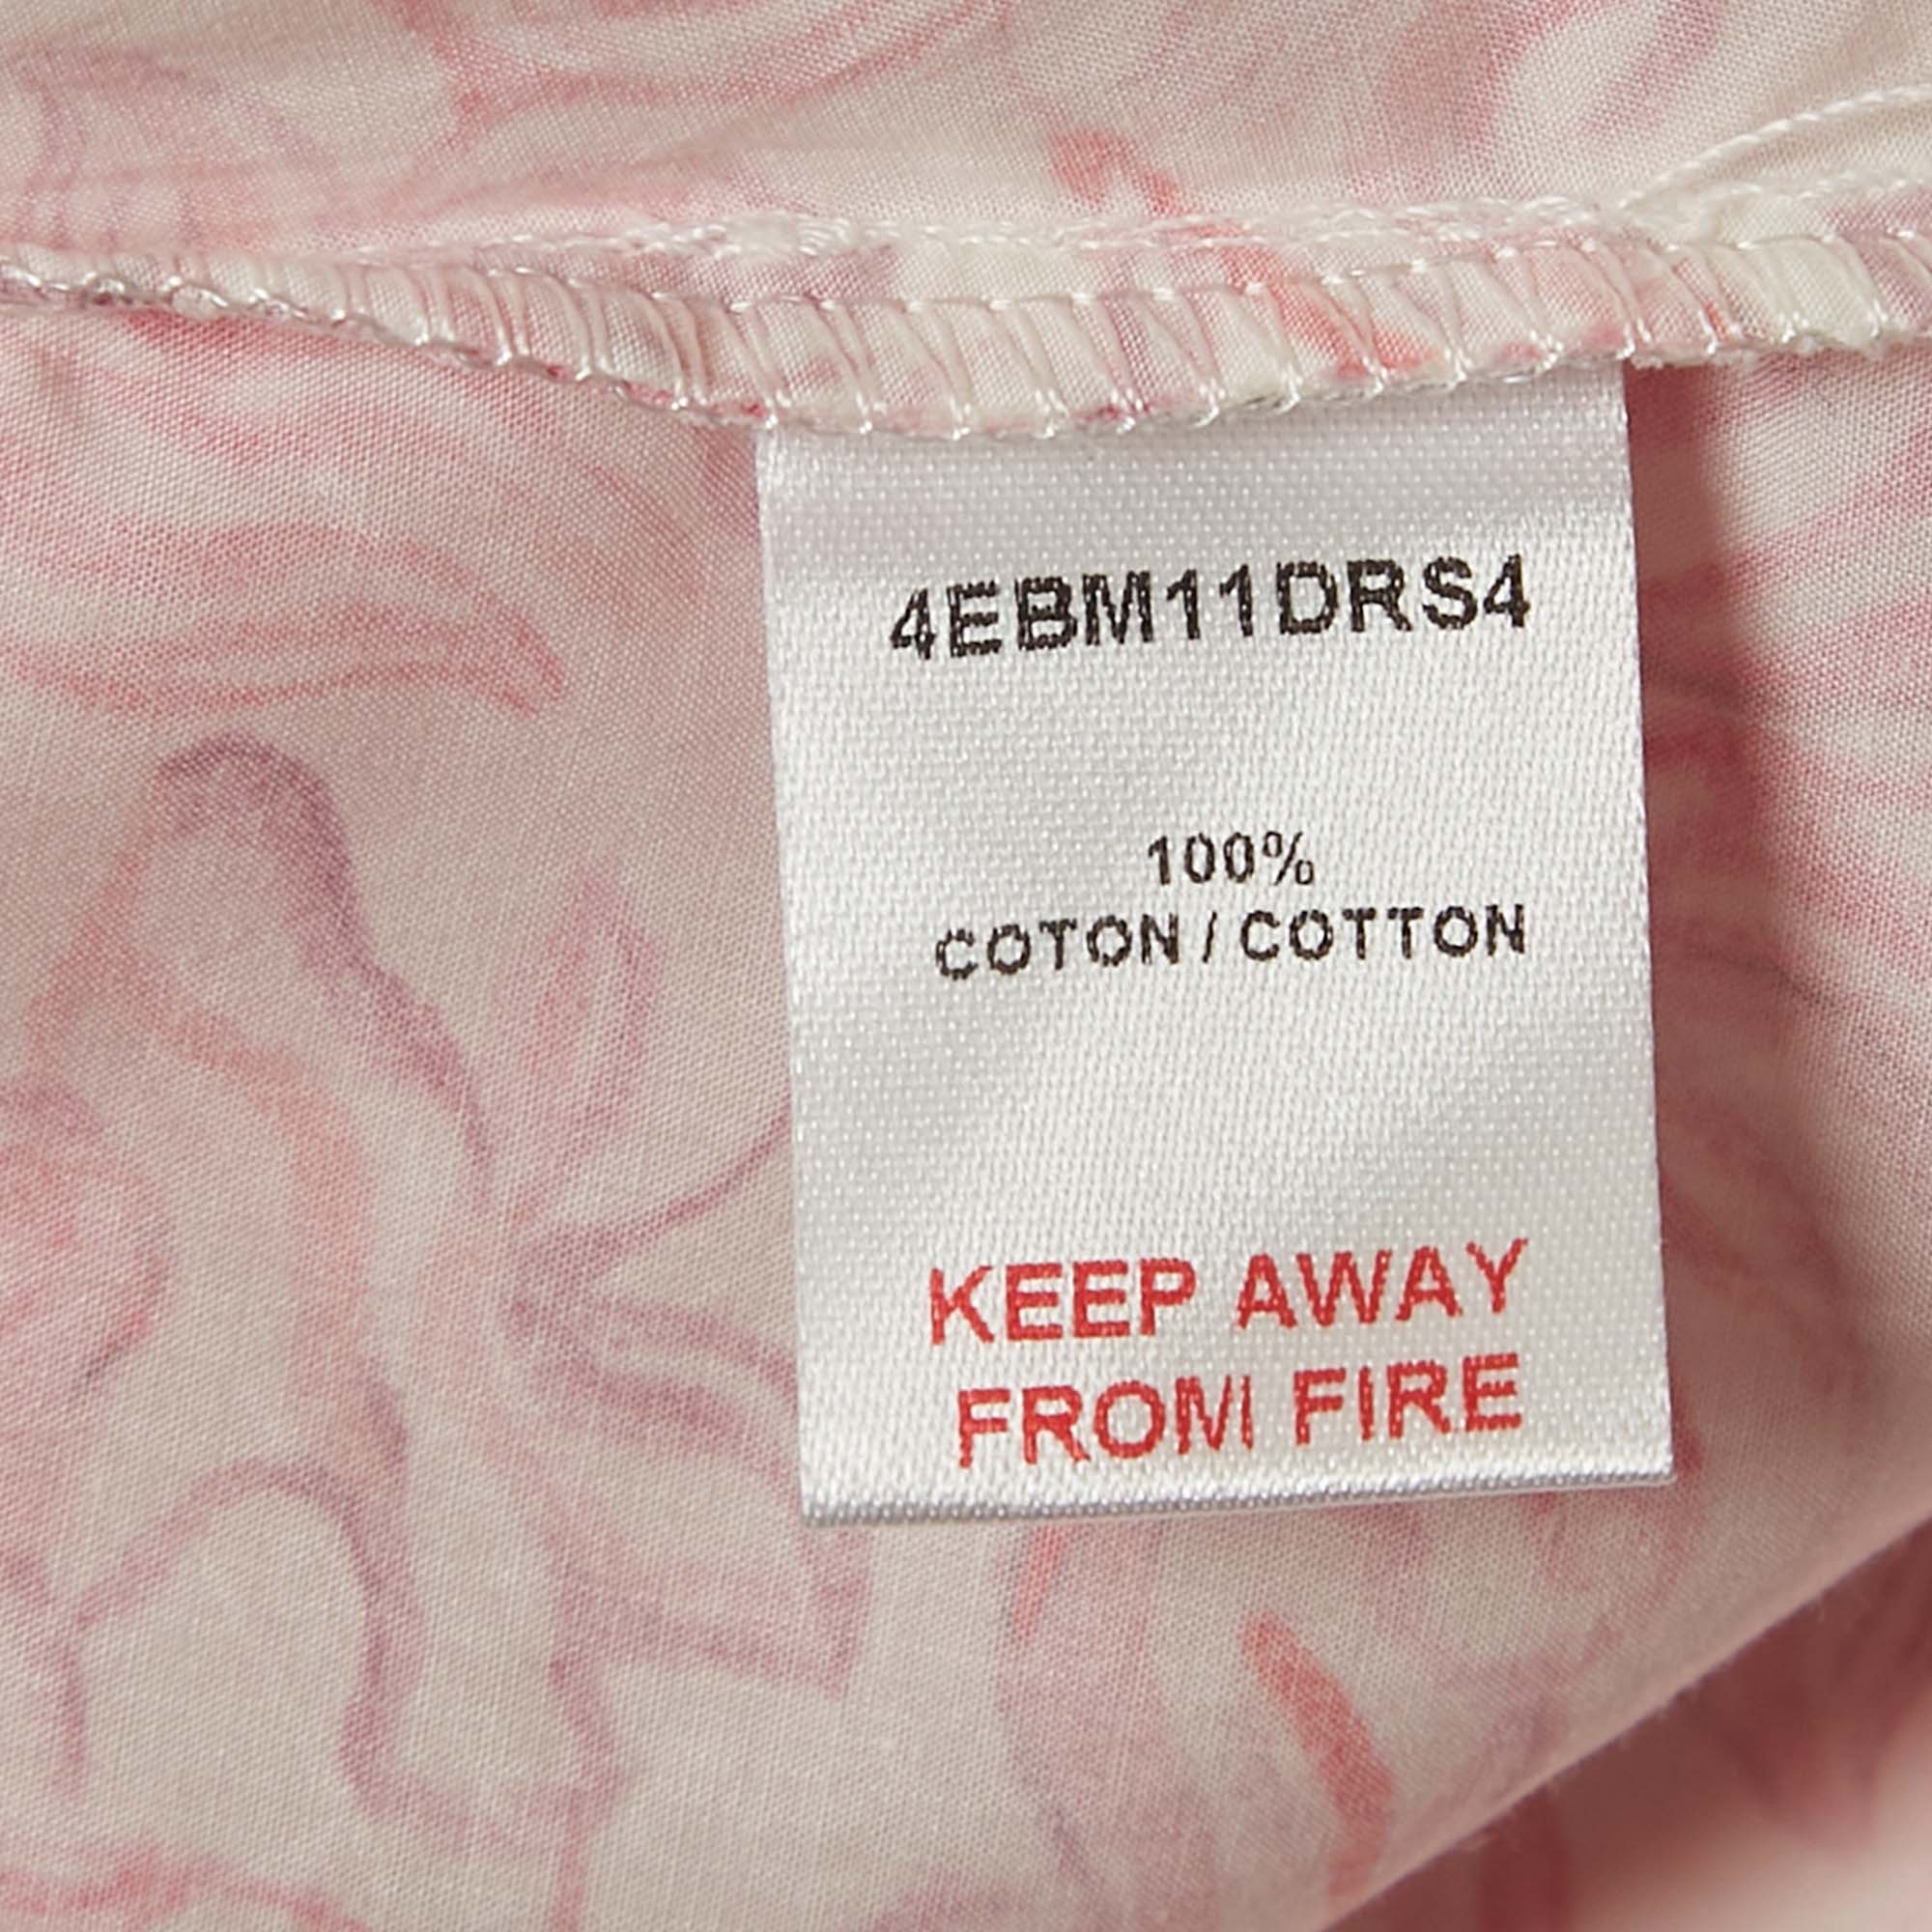 4EBM11DRS4
100%
COTON / COTTON
KEEP AWAY
FROM FIRE